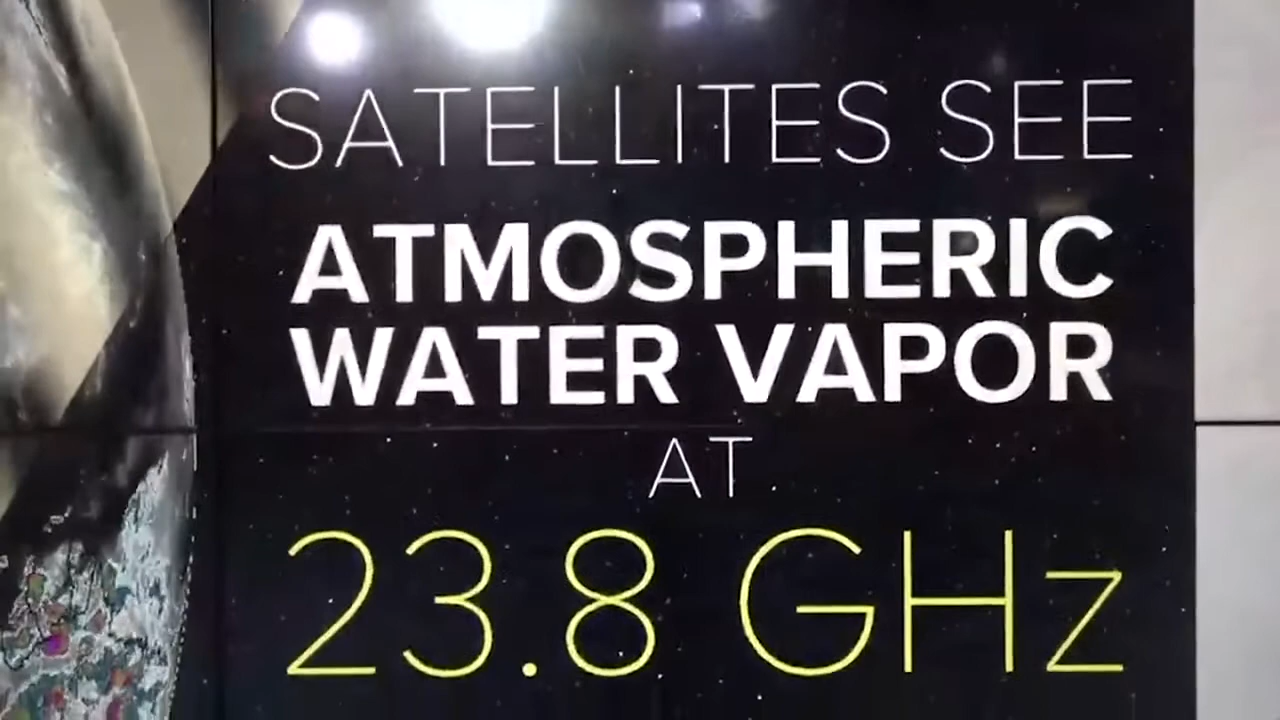 SATELLITES SEE
ATMOSPHERIC
WATER VAPOR
AT
23.8 GHz